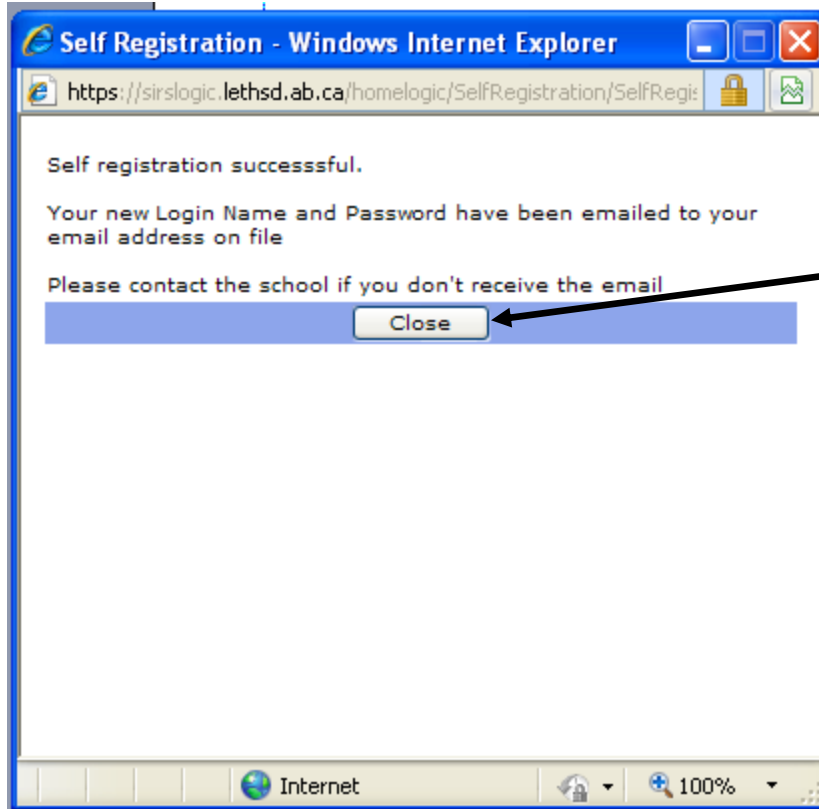 Self Registration - Windows Internet Explorer
https://sirslogic.lethsd.ab.ca/homelogic/SelfRegistration/SelfRegis
Self registration successsful.
Your new Login Name and Password have been emailed to your
email address on file
Please contact the school if you don't receive the email
Close
Internet
100%